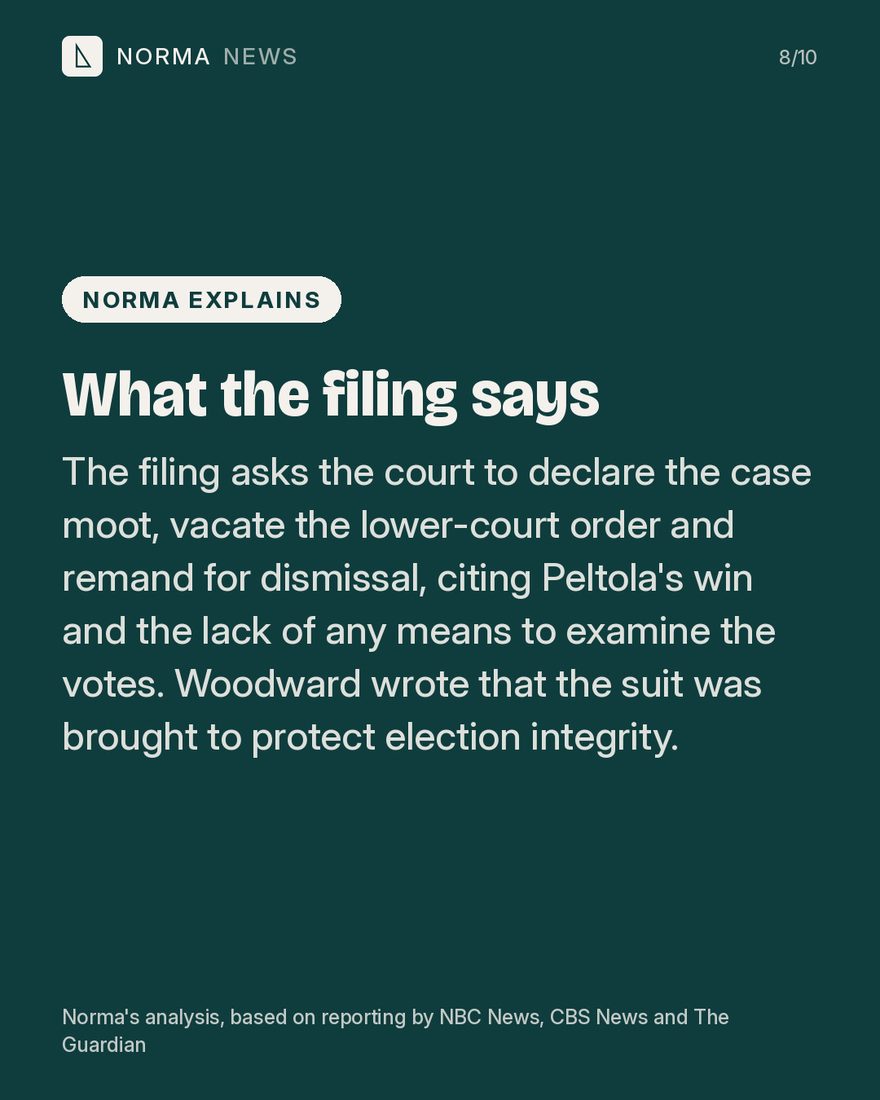 NORMA NEWS
8/10
NORMA EXPLAINS
What the filing says
The filing asks the court to declare the case
moot, vacate the lower-court order and
remand for dismissal, citing Peltola's win
and the lack of any means to examine the
votes. Woodward wrote that the suit was
brought to protect election integrity.
Norma's analysis, based on reporting by NBC News, CBS News and The
Guardian